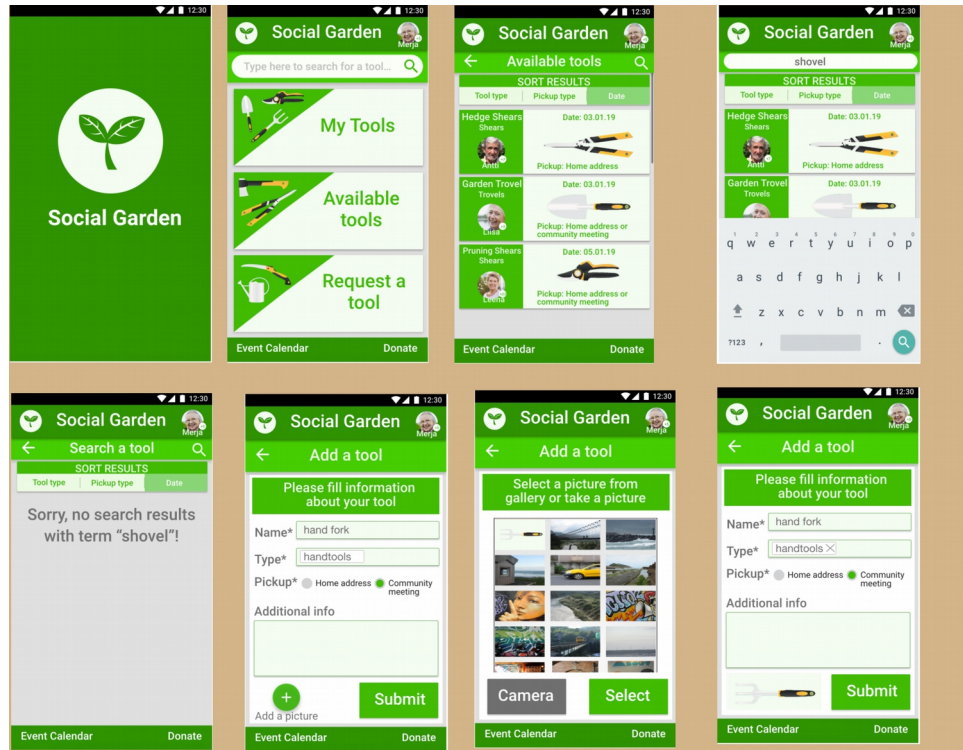 12:30
Social Garden
12:30
Social Garden
Merja
Type here to search for a tool...
My Tools
Available
tools
Request a
tool
Event Calendar Donate
12:30
Social Garden
Merja
Available tools
SORT RESULTS
Tool type Pickup type Date
Hedge Shears
Shears
Antti
Date: 03.01.19
Pickup: Home address
Garden Trovel
Trovels
Liisa
Date: 03.01.19
Pickup: Home address or
community meeting
Pruning Shears
Shears
Leena
Date: 05.01.19
Pickup: Home address or
community meeting
Event Calendar Donate
12:30
Social Garden
Merja
shovel
SORT RESULTS
Tool type Pickup type Date
Hedge Shears
Shears
Antti
Date: 03.01.19
Pickup: Home address
Garden Trovel
Trovels
Date: 03.01.19
1 2 3 4 5 6 7 8 9 0
q w e r t y u i o p
a s d f g h j k l
z x c v b n m
?123 , .
12:30
Social Garden
Merja
Search a tool
SORT RESULTS
Tool type Pickup type Date
Sorry, no search results
with term “shovel”!
Event Calendar Donate
12:30
Social Garden
Merja
Add a tool
Please fill information
about your tool
Name* hand fork
Type* handtools
Pickup* Home address Community
meeting
Additional info
+
Add a picture
Submit
Event Calendar Donate
12:30
Social Garden
Merja
Add a tool
Select a picture from
gallery or take a picture
Camera Select
Event Calendar Donate
12:30
Social Garden
Merja
Add a tool
Please fill information
about your tool
Name* hand fork
Type* handtools
Pickup* Home address Community
meeting
Additional info
Submit
Event Calendar Donate